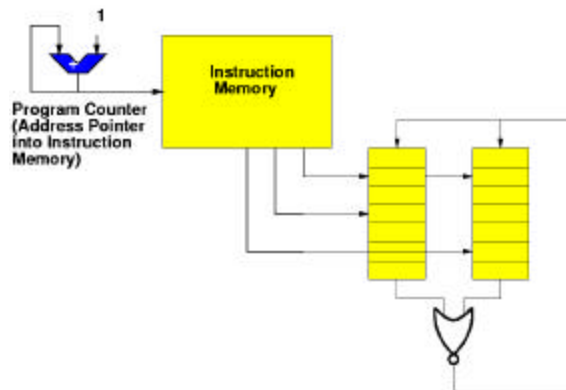 1
Instruction
Memory
Program Counter
(Address Pointer
into Instruction
Memory)